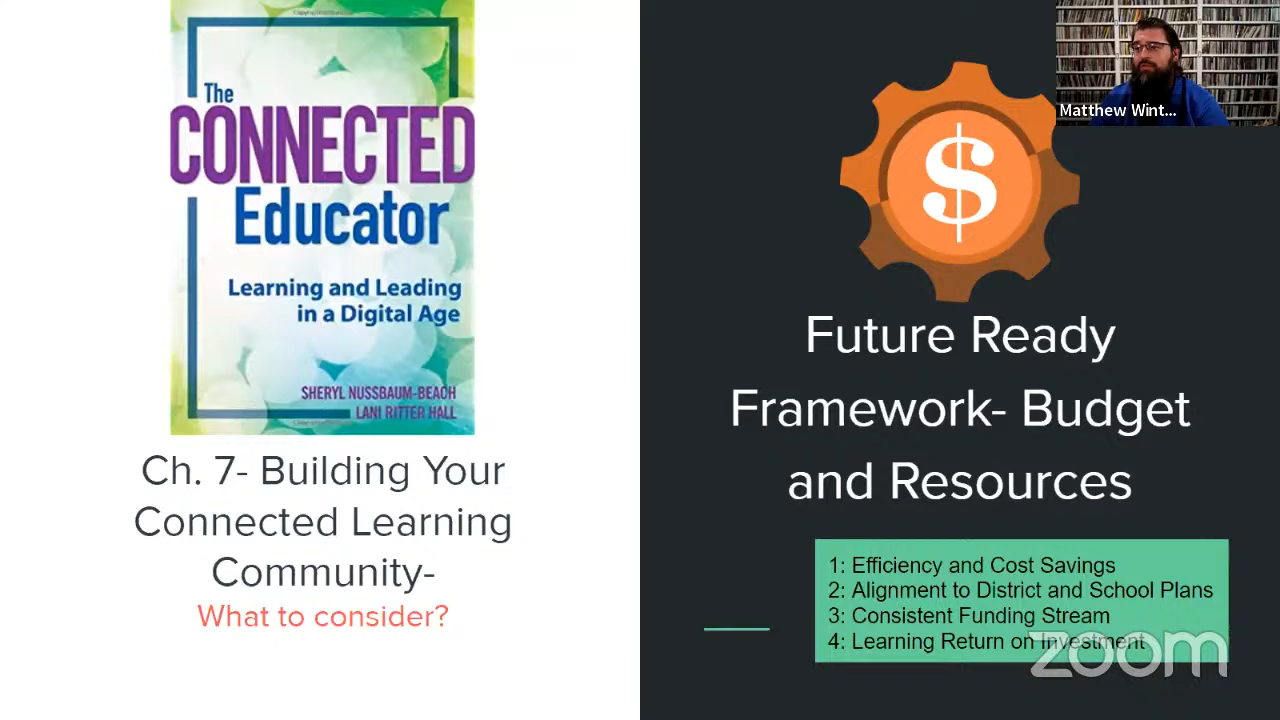 The
CONNECTED
Educator
Learning and Leading
in a Digital Age
SHERYL NUSSBAUM-BEACH
LANI RITTER HALL
Ch. 7- Building Your
Connected Learning
Community-
What to consider?
$
Future Ready
Framework- Budget
and Resources
1: Efficiency and Cost Savings
2: Alignment to District and School Plans
3: Consistent Funding Stream
4: Learning Return on Investment
zoom
Matthew Wint...